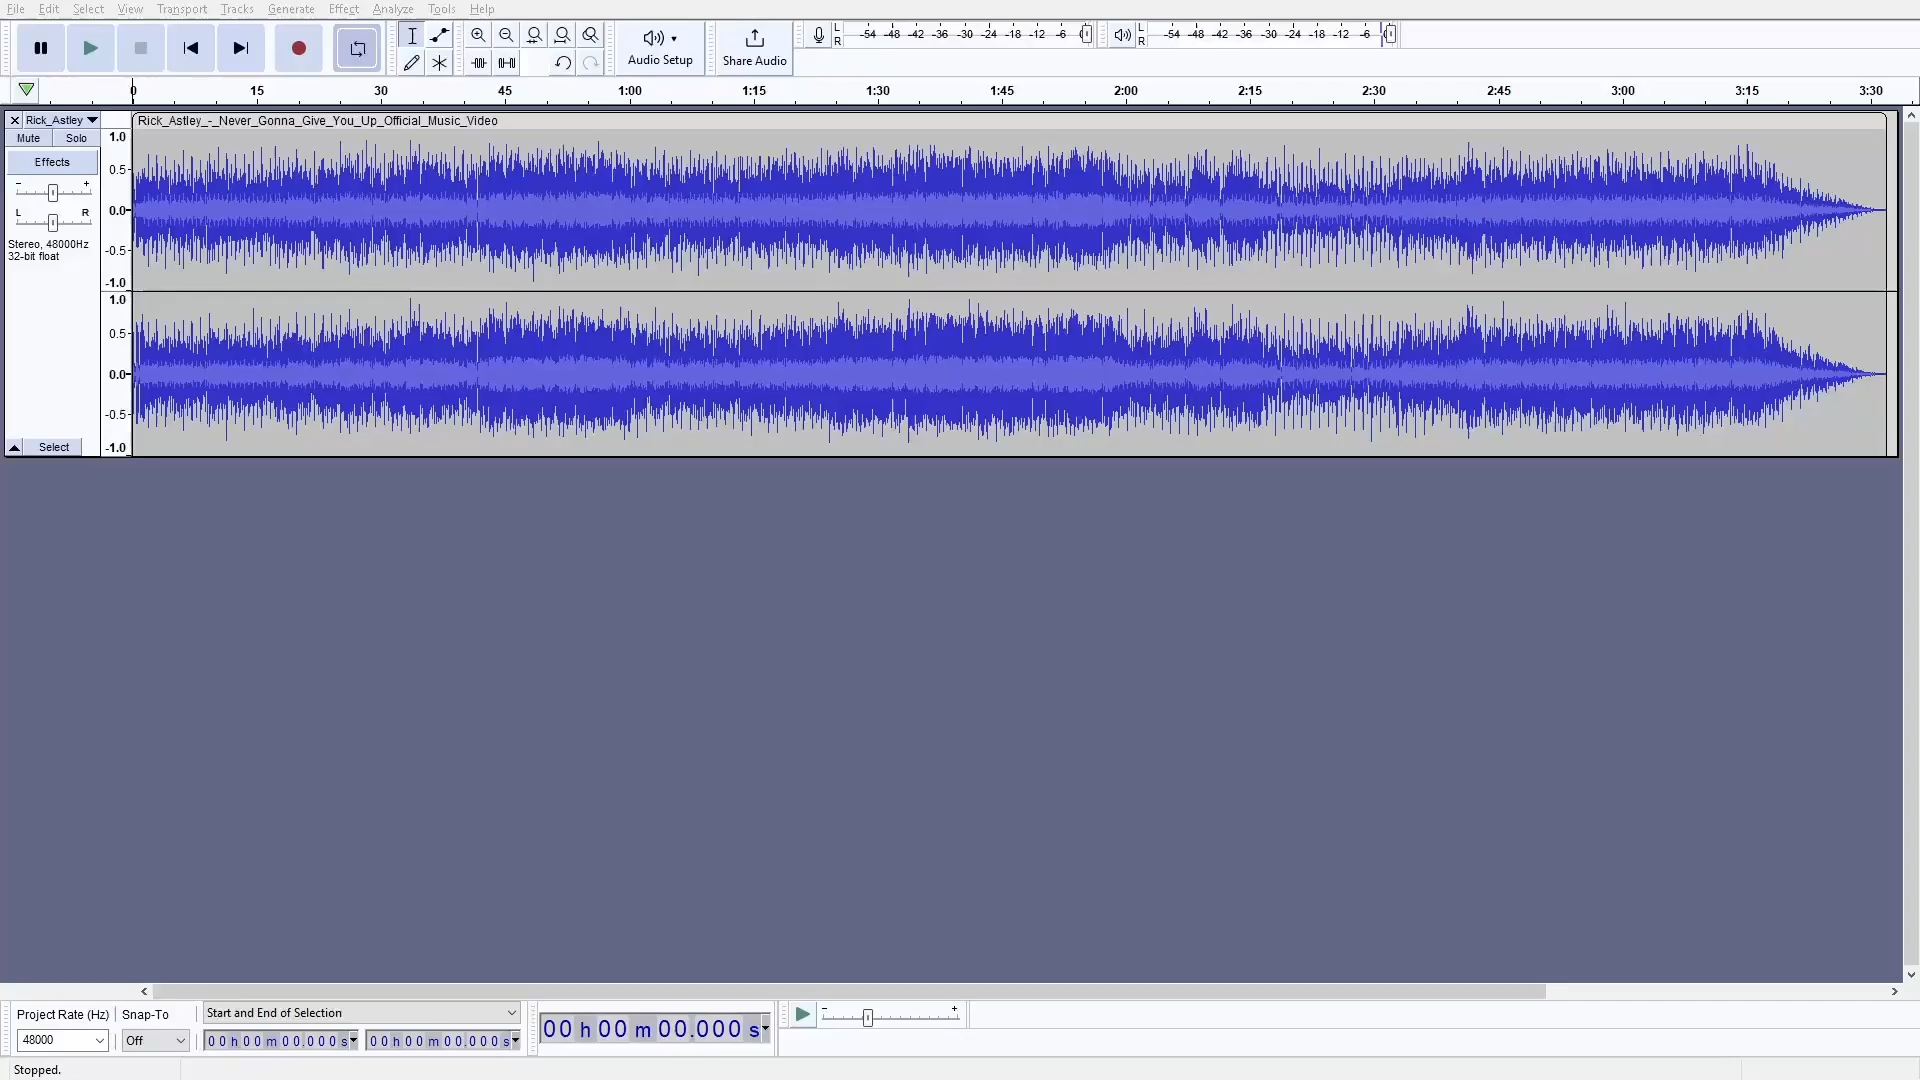 File Edit Select View Transport Tracks Generate Effect Analyze Tools Help
Audio Setup
Share Audio
L
R
-54 -48 -42 -36 -30 -24 -18 -12 -6
L
R
-54 -48 -42 -36 -30 -24 -18 -12 -6
0 15 30 45 1:00 1:15 1:30 1:45 2:00 2:15 2:30 2:45 3:00 3:15 3:30
Rick_Astley
Rick_Astley_-_Never_Gonna_Give_You_Up_Official_Music_Video
Mute Solo
Effects
- +
L R
Stereo, 48000Hz
32-bit float
Select
1.0
0.5
0.0
-0.5
-1.0
1.0
0.5
0.0
-0.5
-1.0
Project Rate (Hz) Snap-To
48000 Off
Start and End of Selection
00 h 00 m 00.000 s 00 h 00 m 00.000 s
00 h 00 m 00.000 s
- +
Stopped.